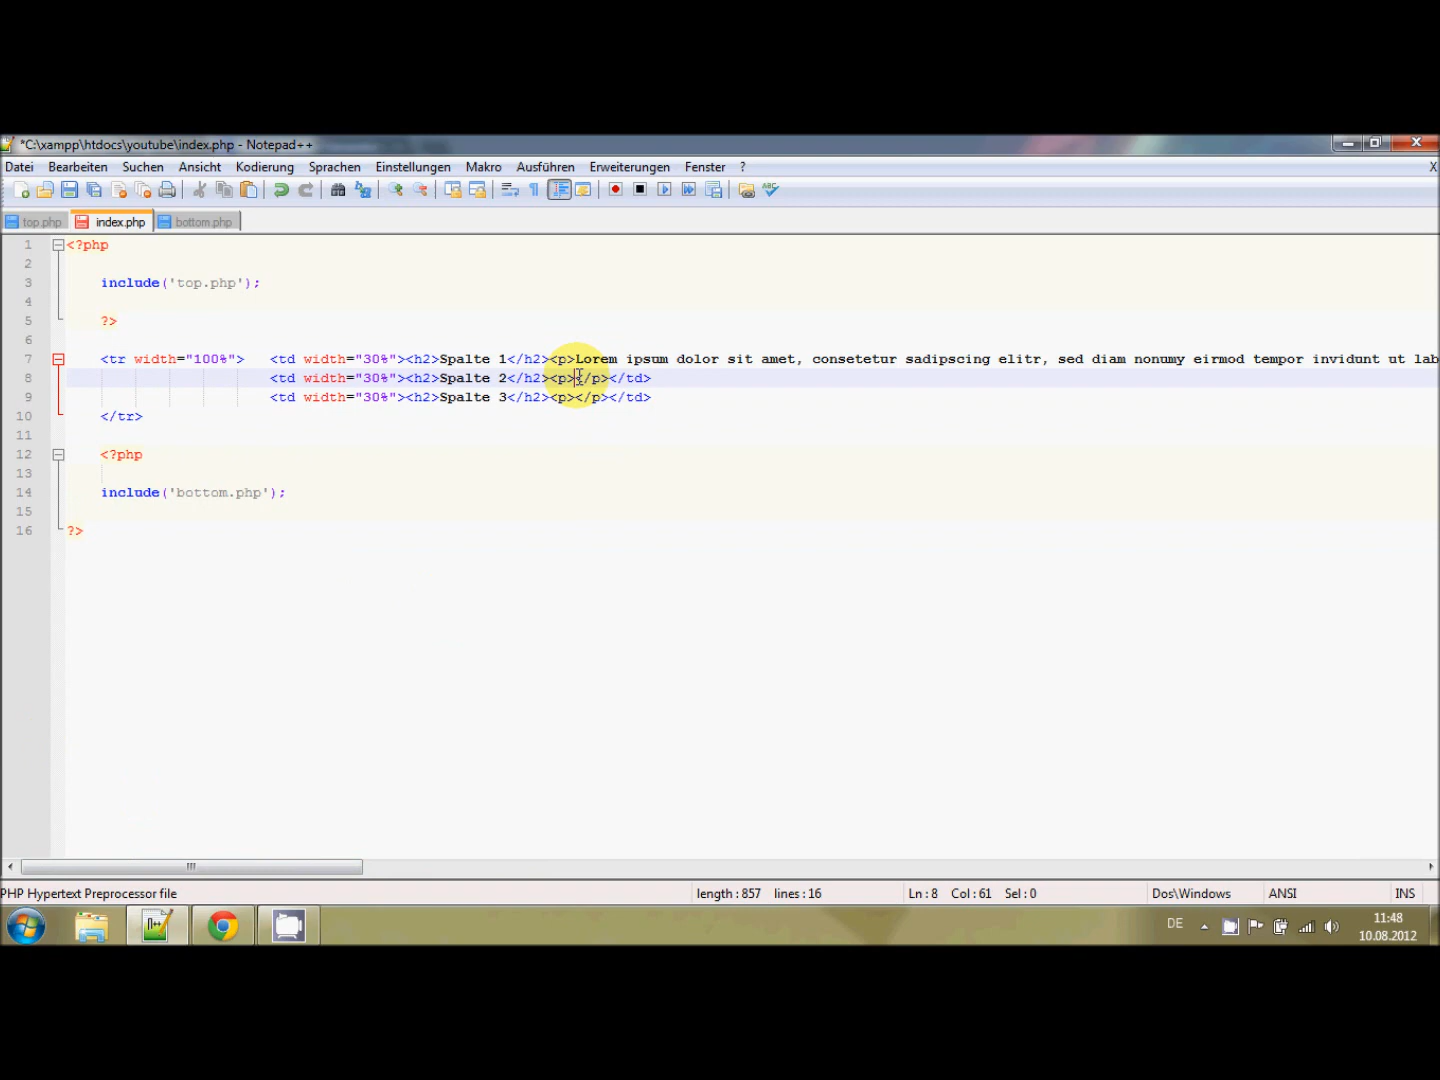 *C:\xampp\htdocs\youtube\index.php - Notepad++
Datei Bearbeiten Suchen Ansicht Kodierung Sprachen Einstellungen Makro Ausführen Erweiterungen Fenster ? X
top.php index.php bottom.php
1 <?php
2
3 include('top.php');
4
5 ?>
6
7 <tr width="100%"> <td width="30%"><h2>Spalte 1</h2><p>Lorem ipsum dolor sit amet, consetetur sadipscing elitr, sed diam nonumy eirmod tempor invidunt ut lab
8 <td width="30%"><h2>Spalte 2</h2><p></p></td>
9 <td width="30%"><h2>Spalte 3</h2><p></p></td>
10 </tr>
11
12 <?php
13
14 include('bottom.php');
15
16 ?>
PHP Hypertext Preprocessor file length : 857 lines : 16 Ln : 8 Col : 61 Sel : 0 Dos\Windows ANSI INS
DE 11:48
10.08.2012